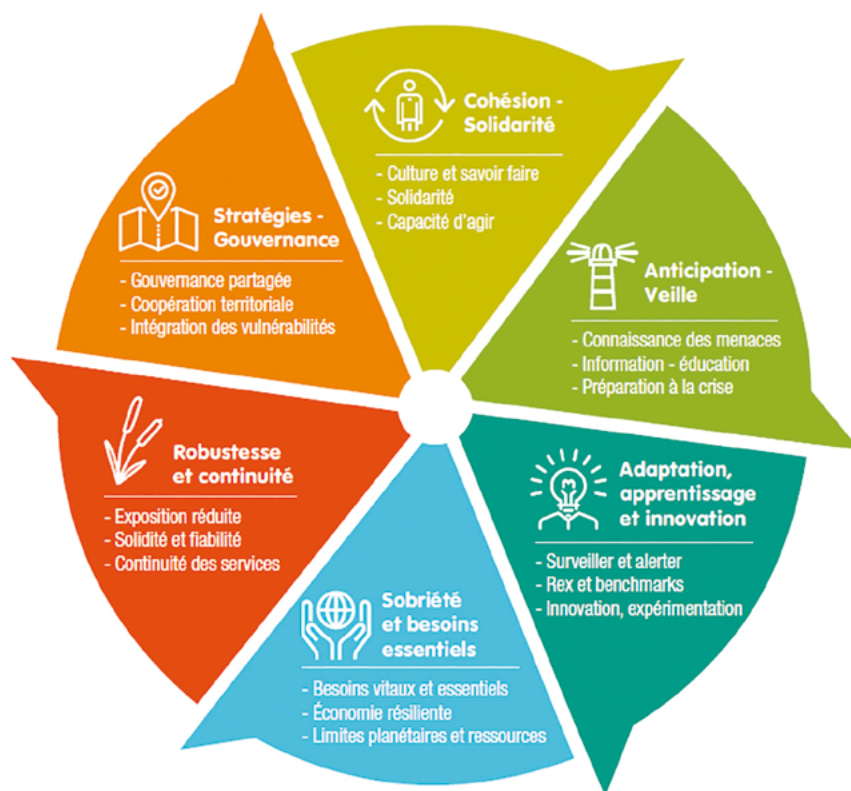 Cohésion -
Solidarité
- Culture et savoir faire
- Solidarité
- Capacité d'agir
Anticipation -
Veille
- Connaissance des menaces
- Information - éducation
- Préparation à la crise
Adaptation,
apprentissage
et innovation
- Surveiller et alerter
- Rex et benchmarks
- Innovation, expérimentation
Sobriété
et besoins
essentiels
- Besoins vitaux et essentiels
- Économie résiliente
- Limites planétaires et ressources
Robustesse
et continuité
- Exposition réduite
- Solidité et fiabilité
- Continuité des services
Stratégies -
Gouvernance
- Gouvernance partagée
- Coopération territoriale
- Intégration des vulnérabilités